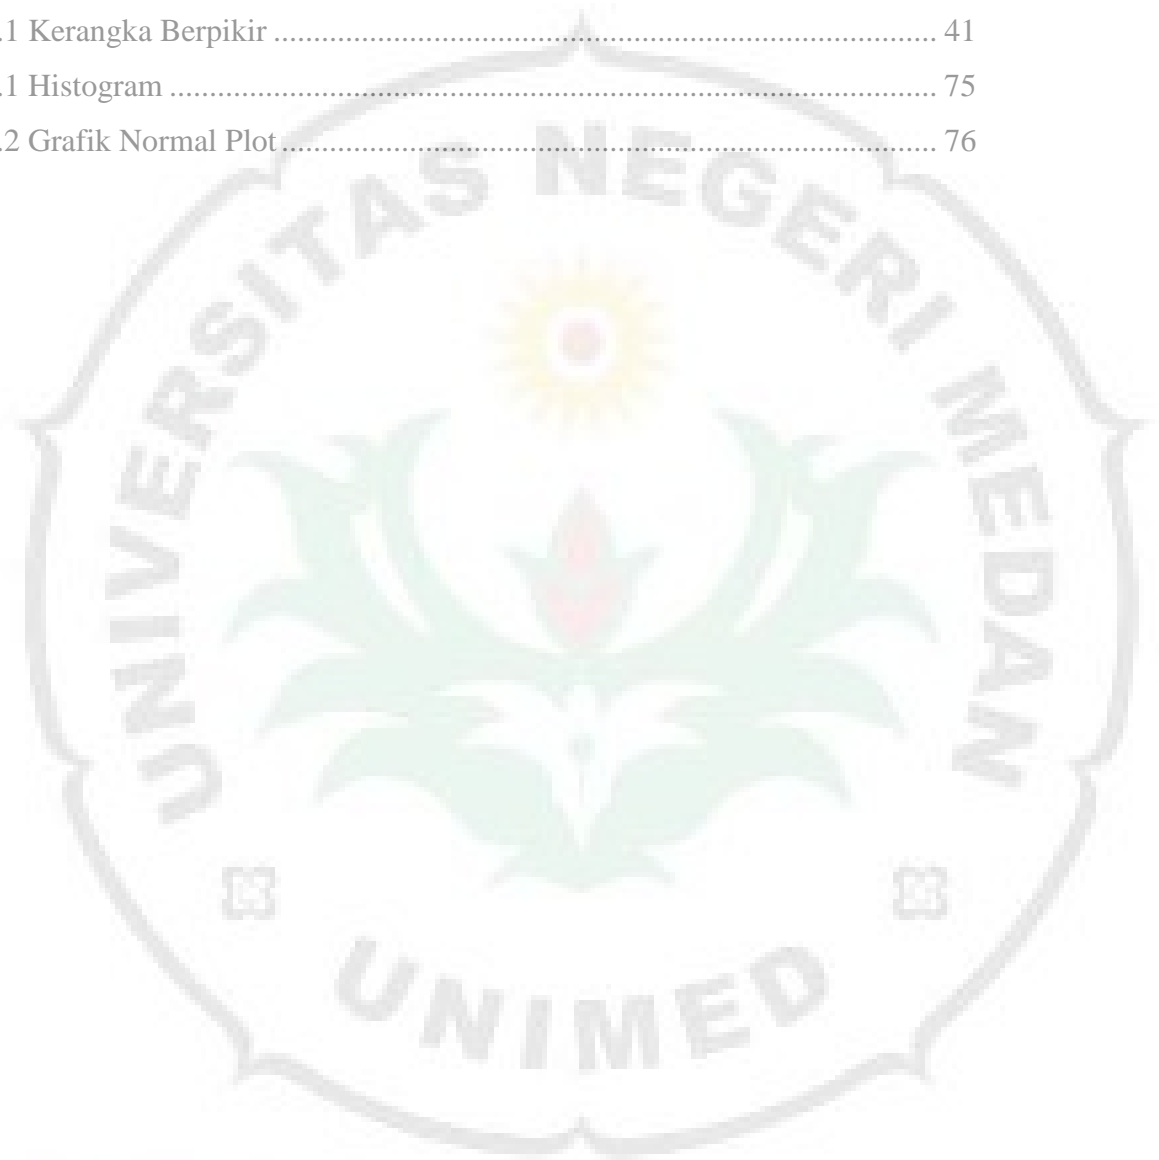 .1 Kerangka Berpikir ..................................................................................... 41
.1 Histogram ................................................................................................... 75
.2 Grafik Normal Plot ..................................................................................... 76
UNIVERSITAS NEGERI MEDAN
UNIMED